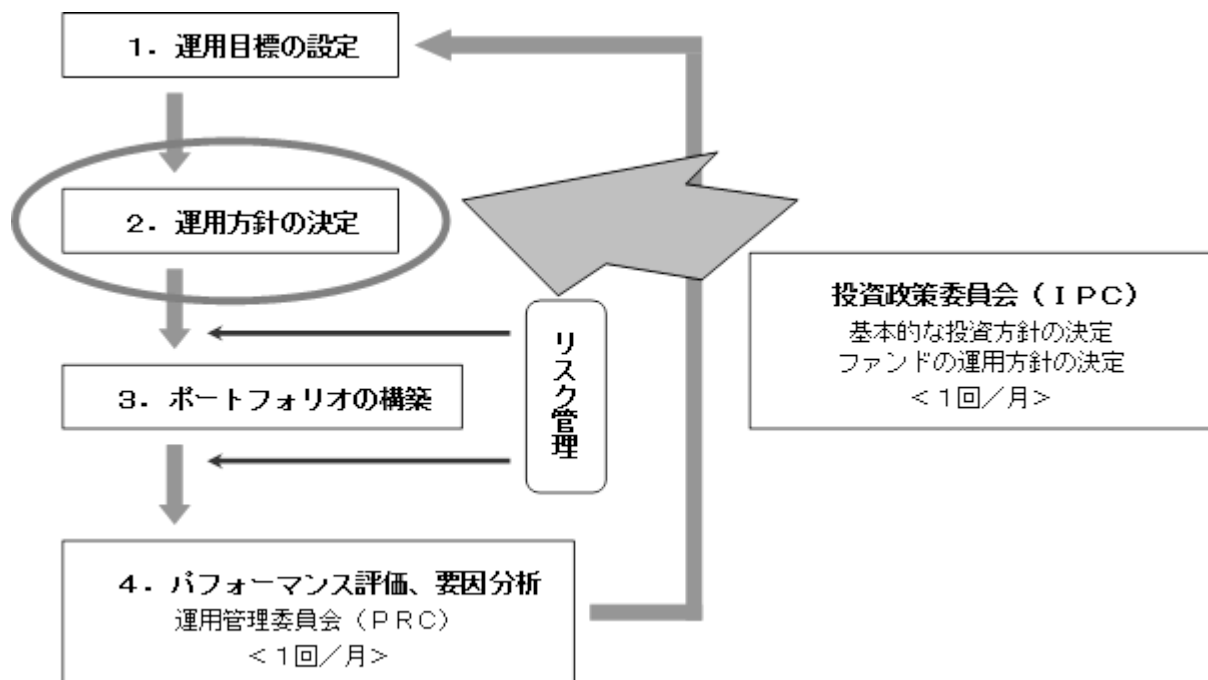 １．運用目標の設定
２．運用方針の決定
３．ポートフォリオの構築
４．パフォーマンス評価、要因分析
運用管理委員会（ＰＲＣ）
＜１回／月＞
リスク管理
投資政策委員会（ＩＰＣ）
基本的な投資方針の決定
ファンドの運用方針の決定
＜１回／月＞